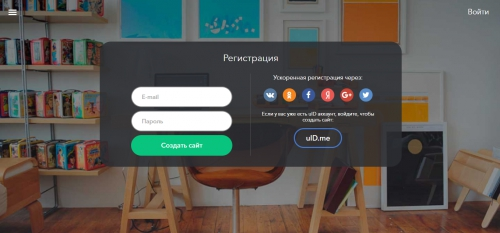 Войти
Регистрация
E-mail
Пароль
Создать сайт
Ускоренная регистрация через:
Если у вас уже есть uID аккаунт, войдите, чтобы
создать сайт:
uID.me